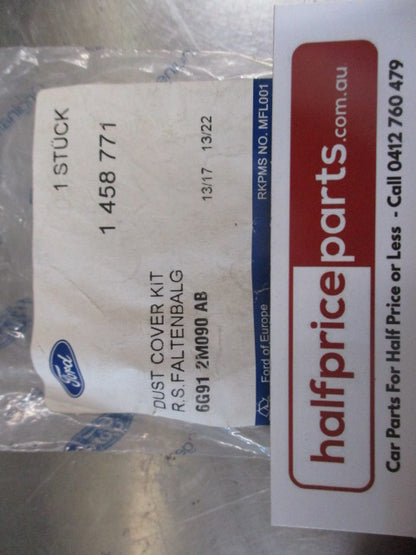 Ford
1 STÜCK
1 458 771
DUST COVER KIT
R.S.FALTENBALG
6G91 2M090 AB
13/17 13/22
Ford of Europe
RKPMS NO. MFL001
halfpriceparts.com.au
Car Parts For Half Price or Less - Call 0412 760 479